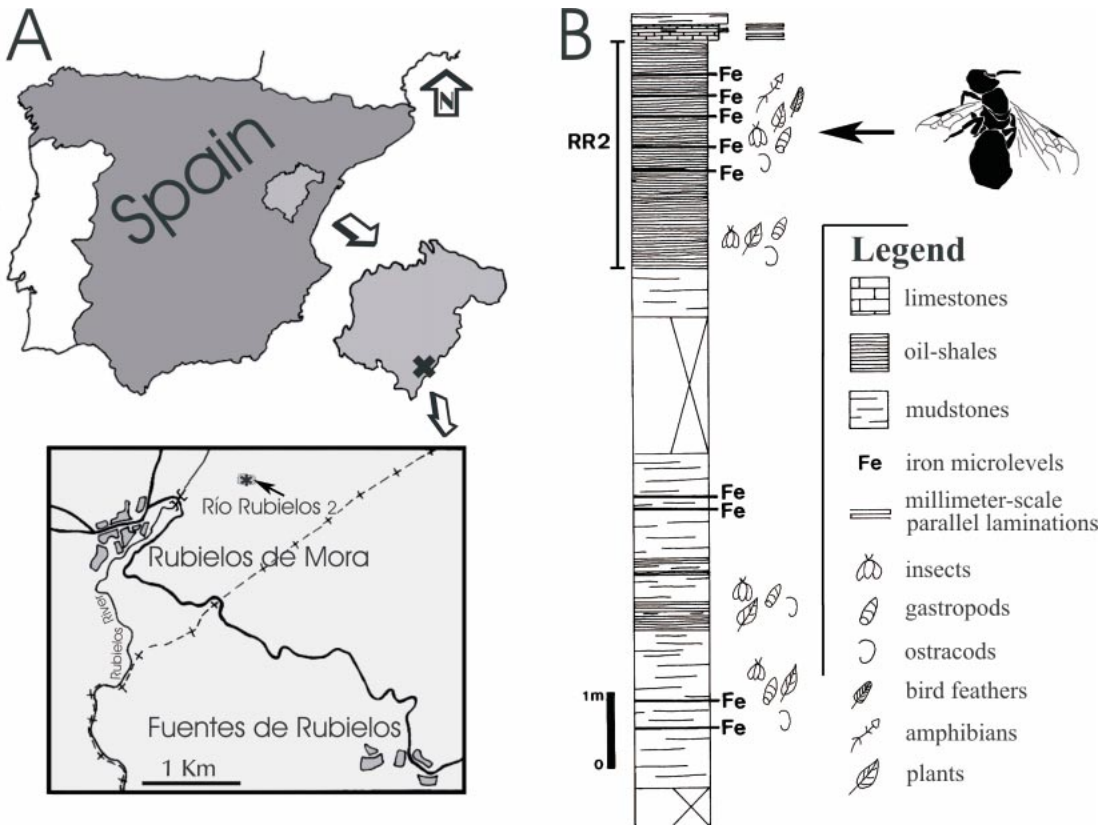 A
N
Spain
Río Rubielos 2
Rubielos de Mora
Rubielos River
Fuentes de Rubielos
1 Km
B
RR2
Fe
Fe
Fe
Fe
Fe
Fe
Fe
Fe
Fe
1m
0
Legend
limestones
oil-shales
mudstones
Fe iron microlevels
millimeter-scale
parallel laminations
insects
gastropods
ostracods
bird feathers
amphibians
plants